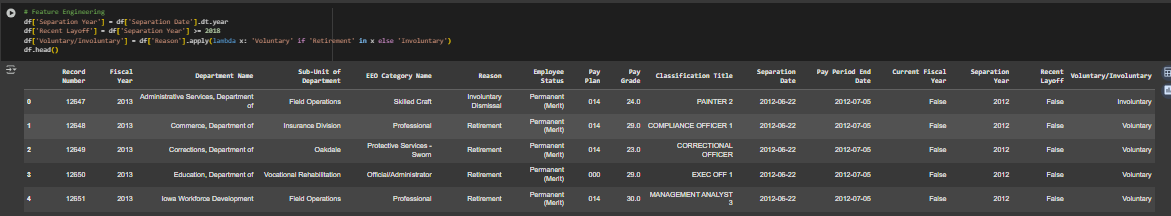 # Feature Engineering
df['Separation Year'] = df['Separation Date'].dt.year
df['Recent Layoff'] = df['Separation Year'] >= 2018
df['Voluntary/Involuntary'] = df['Reason'].apply(lambda x: 'Voluntary' if 'Retirement' in x else 'Involuntary')
df.head()
Record Number Fiscal Year Department Name Sub-Unit of Department EEO Category Name Reason Employee Status Pay Plan Pay Grade Classification Title Separation Date Pay Period End Date Current Fiscal Year Separation Year Recent Layoff Voluntary/Involuntary
0 12647 2013 Administrative Services, Department of Field Operations Skilled Craft Involuntary Dismissal Permanent (Merit) 014 24.0 PAINTER 2 2012-06-22 2012-07-05 False 2012 False Involuntary
1 12648 2013 Commerce, Department of Insurance Division Professional Retirement Permanent (Merit) 014 29.0 COMPLIANCE OFFICER 1 2012-06-22 2012-07-05 False 2012 False Voluntary
2 12649 2013 Corrections, Department of Oakdale Protective Services - Sworn Retirement Permanent (Merit) 014 23.0 CORRECTIONAL OFFICER 2012-06-22 2012-07-05 False 2012 False Voluntary
3 12650 2013 Education, Department of Vocational Rehabilitation Official/Administrator Retirement Permanent (Merit) 000 29.0 EXEC OFF 1 2012-06-22 2012-07-05 False 2012 False Voluntary
4 12651 2013 Iowa Workforce Development Field Operations Professional Retirement Permanent (Merit) 014 30.0 MANAGEMENT ANALYST 3 2012-06-22 2012-07-05 False 2012 False Voluntary